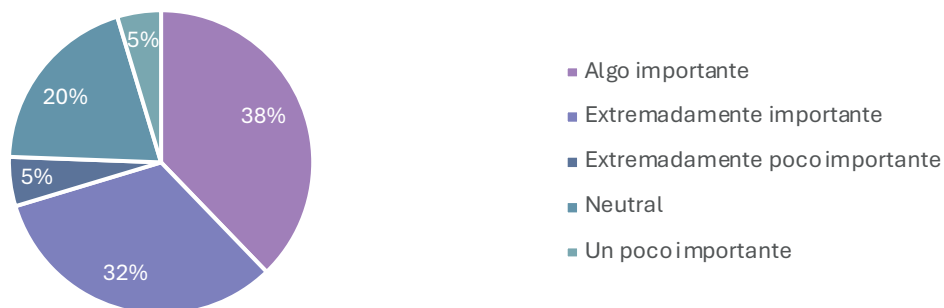 5%
20%
38%
5%
32%
Algo importante
Extremadamente importante
Extremadamente poco importante
Neutral
Un poco importante